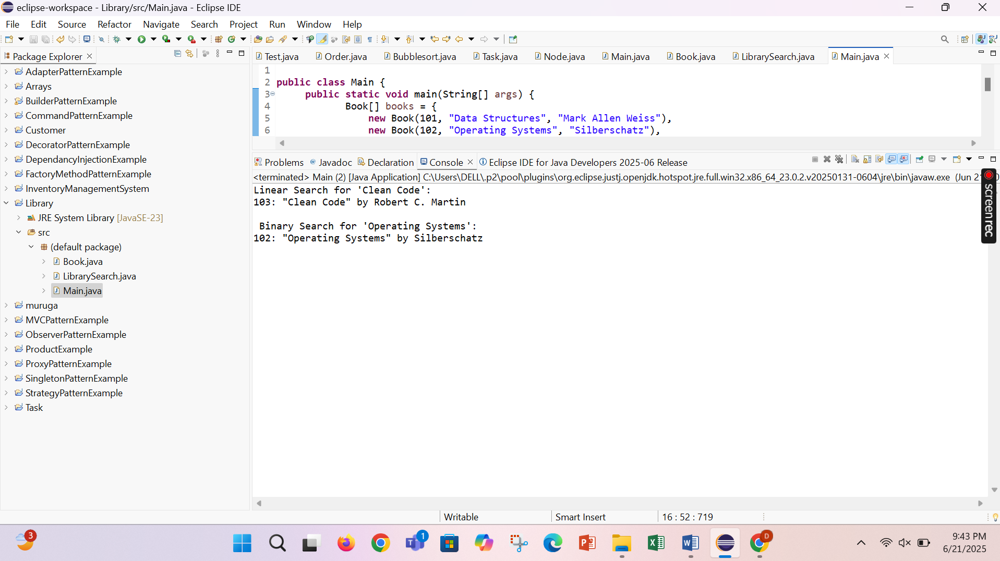 eclipse-workspace - Library/src/Main.java - Eclipse IDE
File Edit Source Refactor Navigate Search Project Run Window Help
Package Explorer
AdapterPatternExample
Arrays
BuilderPatternExample
CommandPatternExample
Customer
DecoratorPatternExample
DependancyInjectionExample
FactoryMethodPatternExample
InventoryManagementSystem
Library
JRE System Library [JavaSE-23]
src
(default package)
Book.java
LibrarySearch.java
Main.java
muruga
MVCPatternExample
ObserverPatternExample
ProductExample
ProxyPatternExample
SingletonPatternExample
StrategyPatternExample
Task
Test.java Order.java Bubblesort.java Task.java Node.java Main.java Book.java LibrarySearch.java Main.java
1
2 public class Main {
3 public static void main(String[] args) {
4 Book[] books = {
5 new Book(101, "Data Structures", "Mark Allen Weiss"),
6 new Book(102, "Operating Systems", "Silberschatz"),
Problems Javadoc Declaration Console Eclipse IDE for Java Developers 2025-06 Release
<terminated> Main (2) [Java Application] C:\Users\DELL\.p2\pool\plugins\org.eclipse.justj.openjdk.hotspot.jre.full.win32.x86_64_23.0.2.v20250131-0604\jre\bin\javaw.exe (Jun 21
Linear Search for 'Clean Code':
103: "Clean Code" by Robert C. Martin
Binary Search for 'Operating Systems':
102: "Operating Systems" by Silberschatz
screenrec
Writable Smart Insert 16 : 52 : 719
3
1
D
9:43 PM
6/21/2025